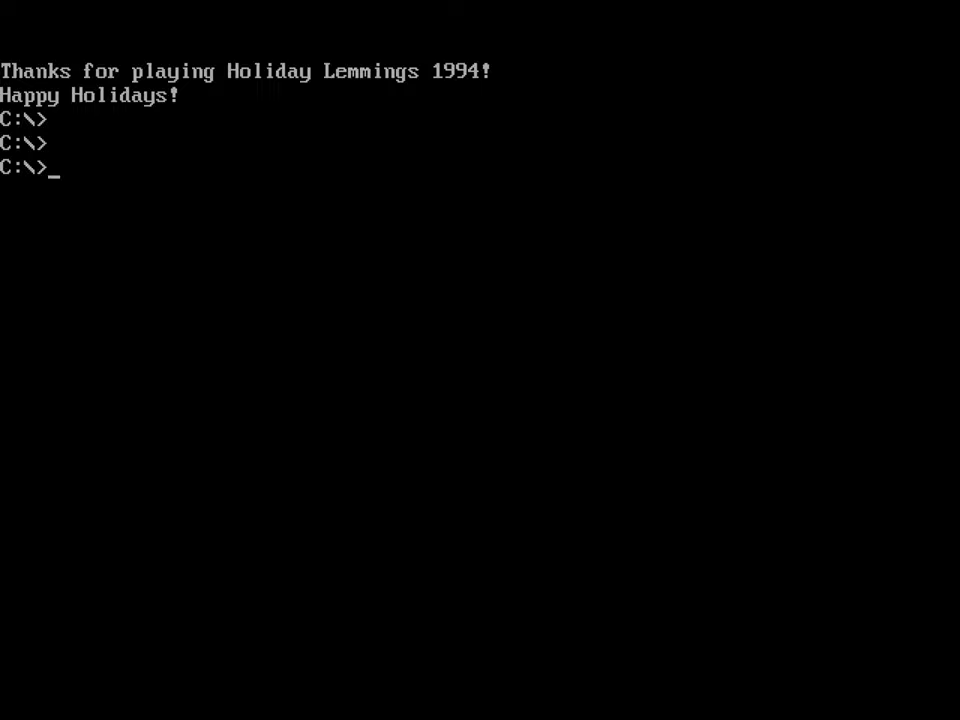 Thanks for playing Holiday Lemmings 1994!
Happy Holidays!
C:\>
C:\>
C:\>_